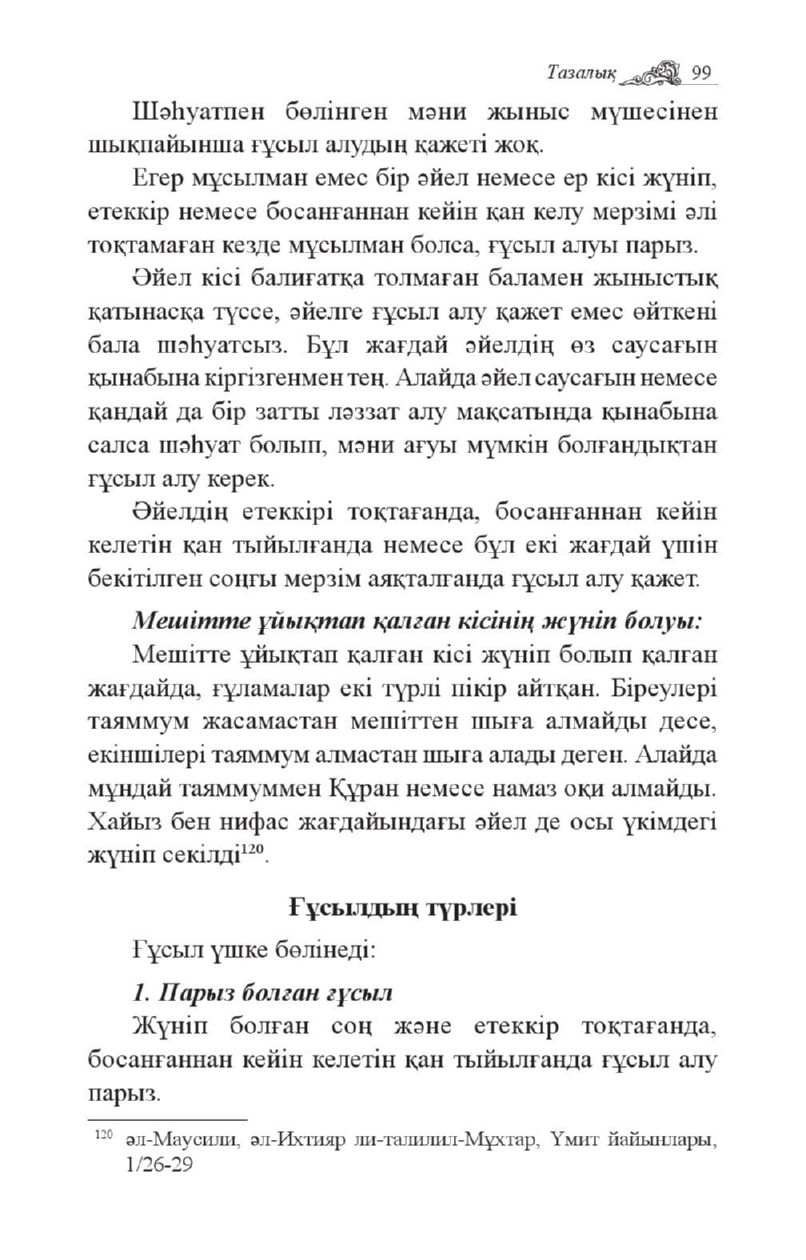 Тазалық 99
Шәһуатпен бөлінген мәни жыныс мүшесінен
шықпайынша ғұсыл алудың қажеті жоқ.
Егер мұсылман емес бір әйел немесе ер кісі жүніп,
етеккір немесе босанғаннан кейін қан келу мерзімі әлі
тоқтамаған кезде мұсылман болса, ғұсыл алуы парыз.
Әйел кісі балиғатқа толмаған баламен жыныстық
қатынасқа түссе, әйелге ғұсыл алу қажет емес өйткені
бала шәһуатсыз. Бұл жағдай әйелдің өз саусағын
қынабына кіргізгенмен тең. Алайда әйел саусағын немесе
қандай да бір затты ләззат алу мақсатында қынабына
салса шәһуат болып, мәни ағуы мүмкін болғандықтан
ғұсыл алу керек.
Әйелдің етеккірі тоқтағанда, босанғаннан кейін
келетін қан тыйылғанда немесе бұл екі жағдай үшін
бекітілген соңғы мерзім аяқталғанда ғұсыл алу қажет.
Мешітте ұйықтап қалған кісінің жүніп болуы:
Мешітте ұйықтап қалған кісі жүніп болып қалған
жағдайда, ғұламалар екі түрлі пікір айтқан. Біреулері
таяммум жасамастан мешіттен шыға алмайды десе,
екіншілері таяммум алмастан шыға алады деген. Алайда
мұндай таяммуммен Құран немесе намаз оқи алмайды.
Хайыз бен нифас жағдайындағы әйел де осы үкімдегі
жүніп секілді¹²⁰.
Ғұсылдың түрлері
Ғұсыл үшке бөлінеді:
1. Парыз болған ғұсыл
Жүніп болған соң және етеккір тоқтағанда,
босанғаннан кейін келетін қан тыйылғанда ғұсыл алу
парыз.
¹²⁰ әл-Маусили, әл-Ихтияр ли-талилил-Мұхтар, Үмит йайынлары,
1/26-29